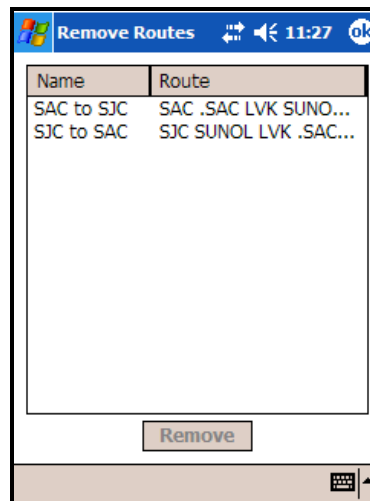 Remove Routes 11:27 ok
Name Route
SAC to SJC SAC .SAC LVK SUNO...
SJC to SAC SJC SUNOL LVK .SAC...
Remove